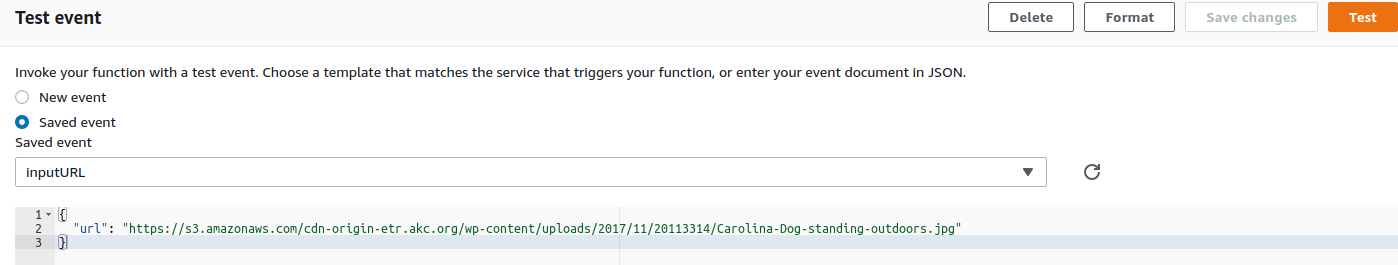 Test event
Delete
Format
Save changes
Test
Invoke your function with a test event. Choose a template that matches the service that triggers your function, or enter your event document in JSON.
New event
Saved event
Saved event
inputURL
1 {
2 "url": "https://s3.amazonaws.com/cdn-origin-etr.akc.org/wp-content/uploads/2017/11/20113314/Carolina-Dog-standing-outdoors.jpg"
3 }